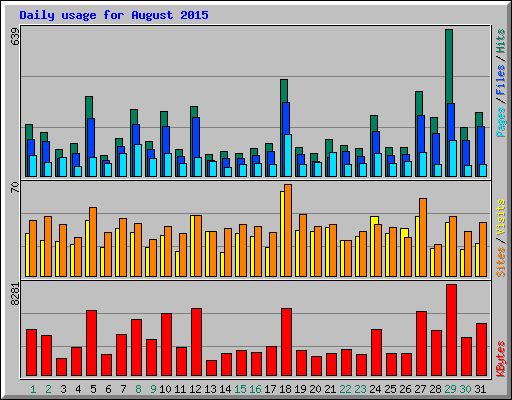 Daily usage for August 2015
639
Pages / Files / Hits
70
Sites / Visits
8281
KBytes
1 2 3 4 5 6 7 8 9 10 11 12 13 14 15 16 17 18 19 20 21 22 23 24 25 26 27 28 29 30 31